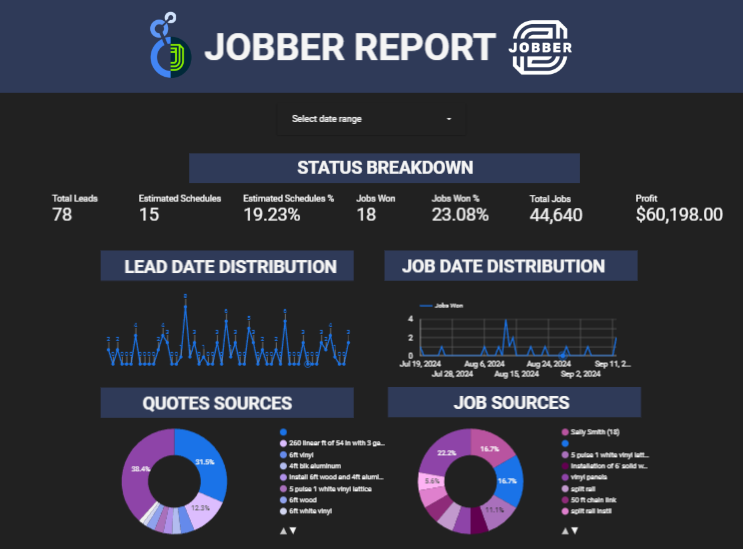 JOBBER REPORT
JOBBER
Select date range
STATUS BREAKDOWN
Total Leads
78
Estimated Schedules
15
Estimated Schedules %
19.23%
Jobs Won
18
Jobs Won %
23.08%
Total Jobs
44,640
Profit
$60,198.00
LEAD DATE DISTRIBUTION
JOB DATE DISTRIBUTION
Jobs Won
4
2
0
Jul 19, 2024
Aug 6, 2024
Aug 24, 2024
Sep 11, 2...
Jul 28, 2024
Aug 15, 2024
Sep 2, 2024
QUOTES SOURCES
31.5%
12.3%
38.4%
260 linear ft of 54 in with 3 ga...
6ft vinyl
4ft blk aluminum
install 6ft wood and 4ft alumi...
5 pulse 1 white vinyl lattice
6ft wood
6ft white vinyl
JOB SOURCES
16.7%
16.7%
11.1%
5.6%
22.2%
Sally Smith (18)
5 pulse 1 white vinyl latt...
Installation of 6' solid w...
vinyl panels
split rail
50 ft chain link
split rail instll